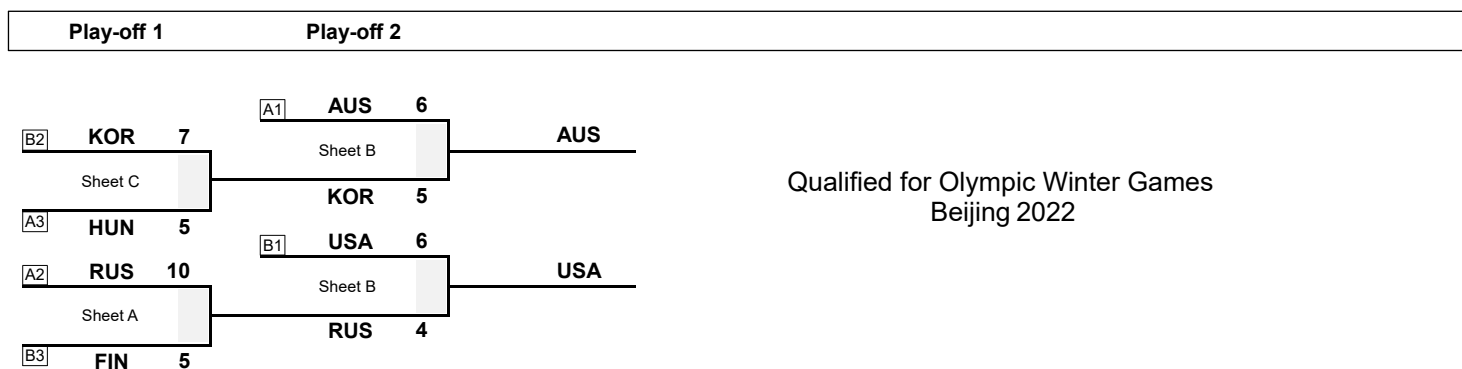 Play-off 1 Play-off 2
A1 AUS 6
B2 KOR 7
AUS
Sheet B
Sheet C
KOR 5
A3 HUN 5
B1 USA 6
A2 RUS 10
USA
Sheet B
Sheet A
RUS 4
B3 FIN 5
Qualified for Olympic Winter Games
Beijing 2022